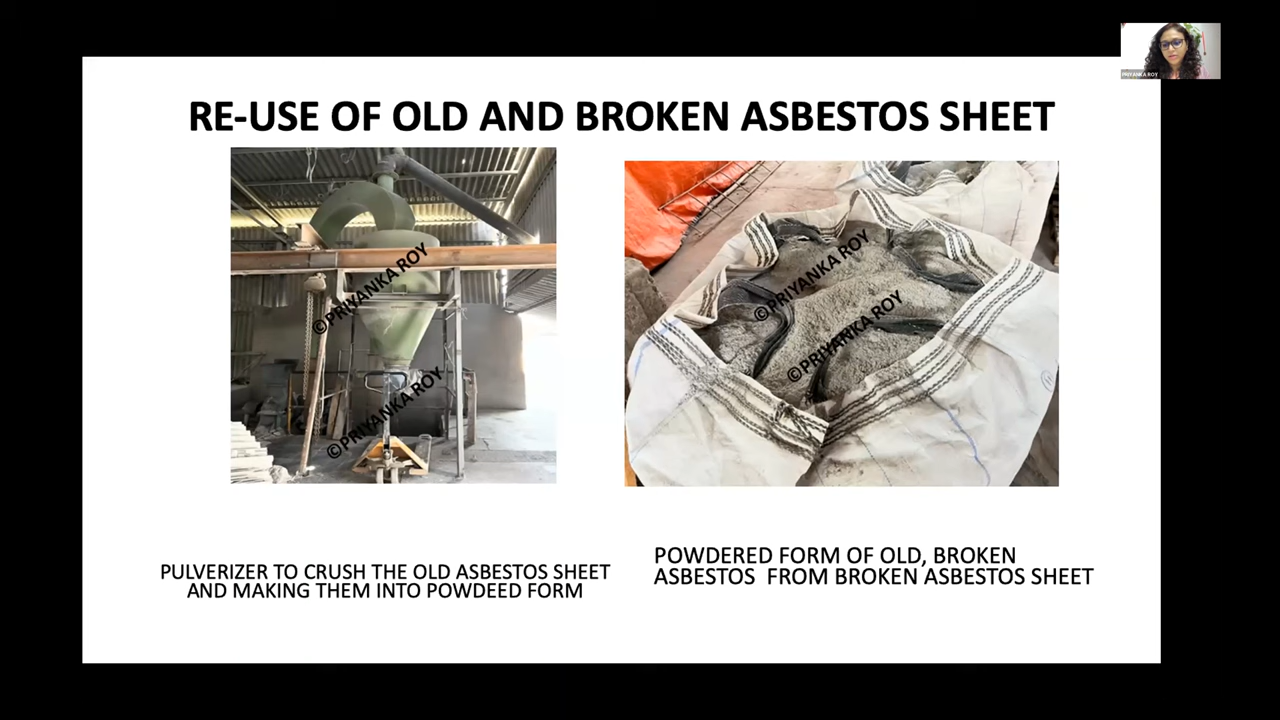 PRIYANKA ROY
RE-USE OF OLD AND BROKEN ASBESTOS SHEET
©PRIYANKA ROY
©PRIYANKA ROY
©PRIYANKA ROY
©PRIYANKA ROY
PULVERIZER TO CRUSH THE OLD ASBESTOS SHEET
AND MAKING THEM INTO POWDEED FORM
POWDERED FORM OF OLD, BROKEN
ASBESTOS  FROM BROKEN ASBESTOS SHEET